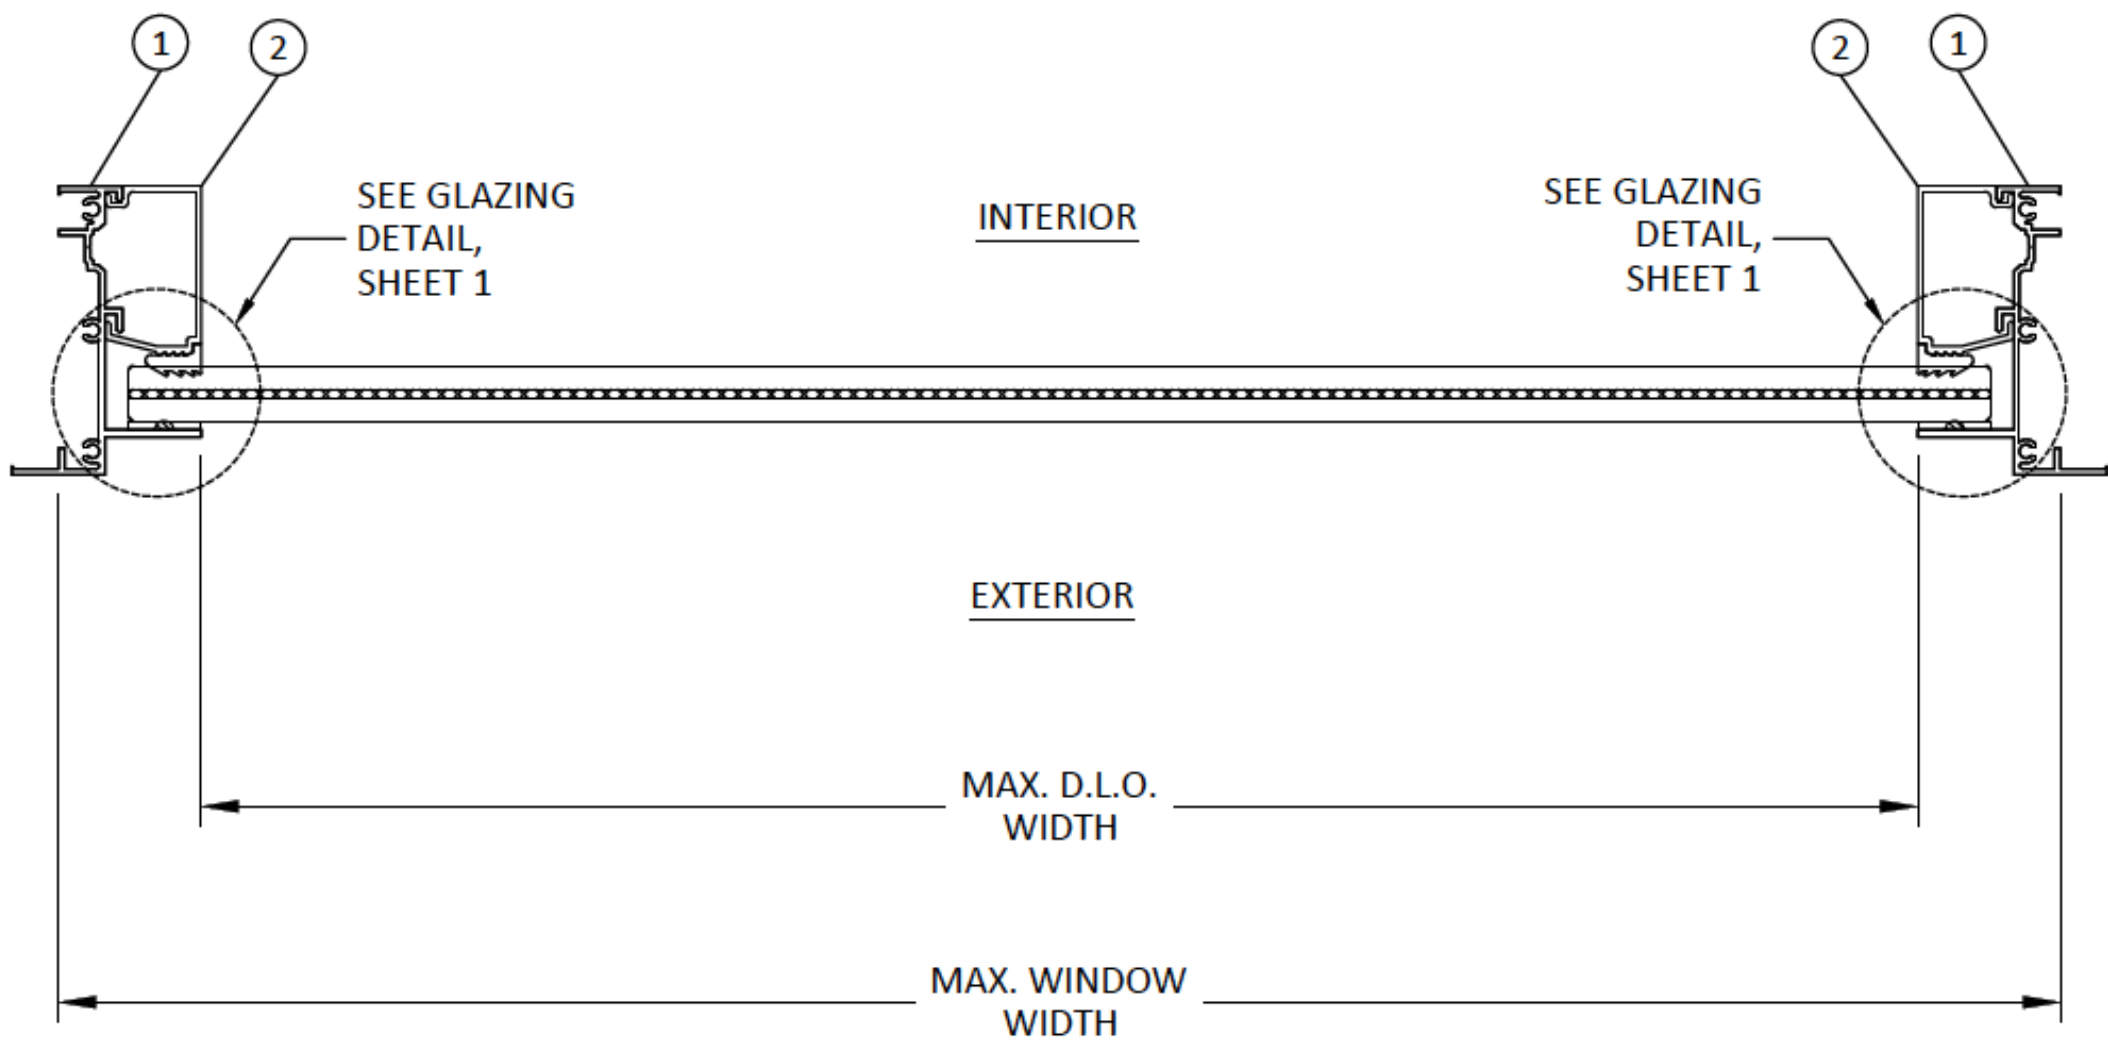 1
2
2
1
SEE GLAZING
DETAIL,
SHEET 1
INTERIOR
SEE GLAZING
DETAIL,
SHEET 1
EXTERIOR
MAX. D.L.O.
WIDTH
MAX. WINDOW
WIDTH